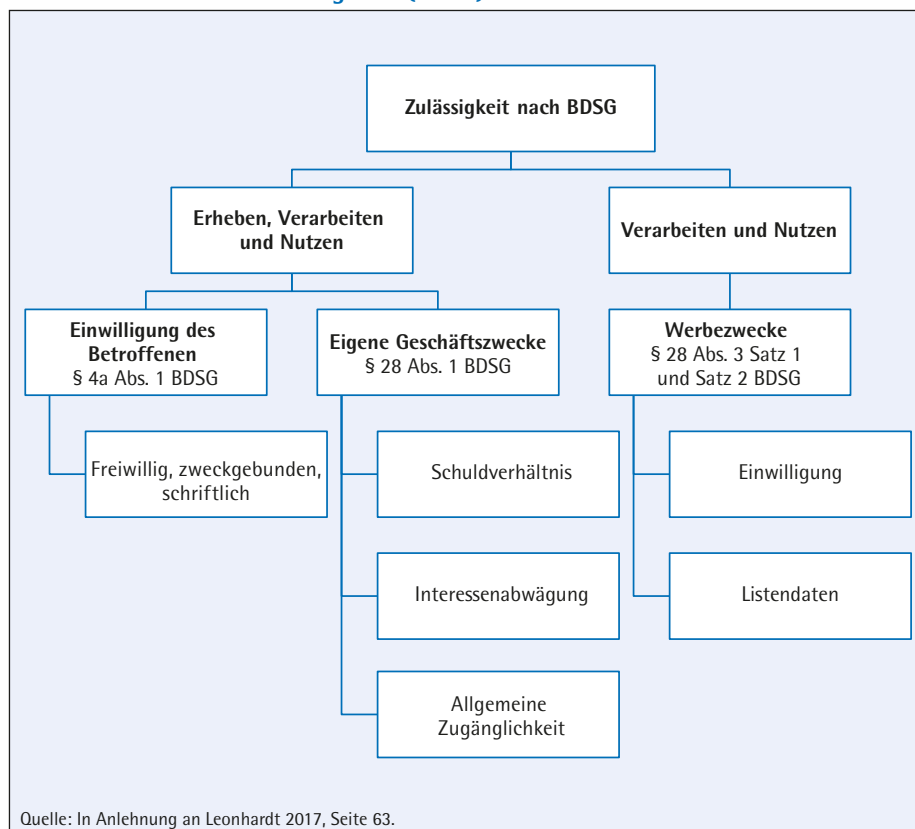 Zulässigkeit nach BDSG
Erheben, Verarbeiten
und Nutzen
Verarbeiten und Nutzen
Einwilligung des
Betroffenen
§ 4a Abs. 1 BDSG
Eigene Geschäftszwecke
§ 28 Abs. 1 BDSG
Werbezwecke
§ 28 Abs. 3 Satz 1
und Satz 2 BDSG
Freiwillig, zweckgebunden,
schriftlich
Schuldverhältnis
Einwilligung
Interessenabwägung
Listendaten
Allgemeine
Zugänglichkeit
Quelle: In Anlehnung an Leonhardt 2017, Seite 63.